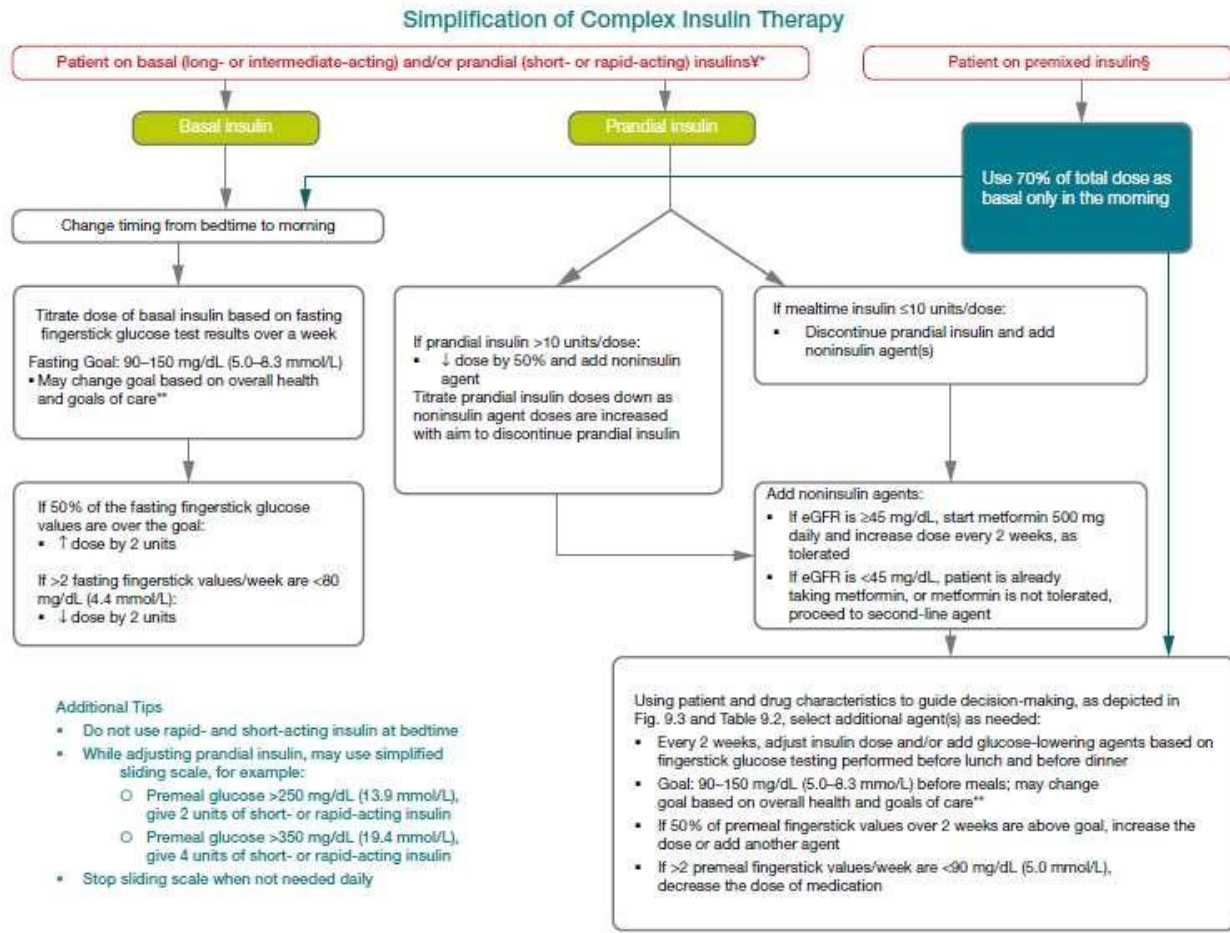 Simplification of Complex Insulin Therapy
Patient on basal (long- or intermediate-acting) and/or prandial (short- or rapid-acting) insulins¥*
Patient on premixed insulin§
Basal insulin
Prandial insulin
Use 70% of total dose as
basal only in the morning
Change timing from bedtime to morning
Titrate dose of basal insulin based on fasting
fingerstick glucose test results over a week
Fasting Goal: 90–150 mg/dL (5.0–8.3 mmol/L)
▪ May change goal based on overall health
and goals of care**
If 50% of the fasting fingerstick glucose
values are over the goal:
▪ ↑ dose by 2 units
If >2 fasting fingerstick values/week are <80
mg/dL (4.4 mmol/L):
▪ ↓ dose by 2 units
If prandial insulin >10 units/dose:
▪ ↓ dose by 50% and add noninsulin
agent
Titrate prandial insulin doses down as
noninsulin agent doses are increased
with aim to discontinue prandial insulin
If mealtime insulin ≤10 units/dose:
▪ Discontinue prandial insulin and add
noninsulin agent(s)
Add noninsulin agents:
▪ If eGFR is ≥45 mg/dL, start metformin 500 mg
daily and increase dose every 2 weeks, as
tolerated
▪ If eGFR is <45 mg/dL, patient is already
taking metformin, or metformin is not tolerated,
proceed to second-line agent
Using patient and drug characteristics to guide decision-making, as depicted in
Fig. 9.3 and Table 9.2, select additional agent(s) as needed:
▪ Every 2 weeks, adjust insulin dose and/or add glucose-lowering agents based on
fingerstick glucose testing performed before lunch and before dinner
▪ Goal: 90–150 mg/dL (5.0–8.3 mmo/L) before meals; may change
goal based on overall health and goals of care**
▪ If 50% of premeal fingerstick values over 2 weeks are above goal, increase the
dose or add another agent
▪ If >2 premeal fingerstick values/week are <90 mg/dL (5.0 mmol/L),
decrease the dose of medication
Additional Tips
▪ Do not use rapid- and short-acting insulin at bedtime
▪ While adjusting prandial insulin, may use simplified
sliding scale, for example:
○ Premeal glucose >250 mg/dL (13.9 mmol/L),
give 2 units of short- or rapid-acting insulin
○ Premeal glucose >350 mg/dL (19.4 mmol/L),
give 4 units of short- or rapid-acting insulin
▪ Stop sliding scale when not needed daily